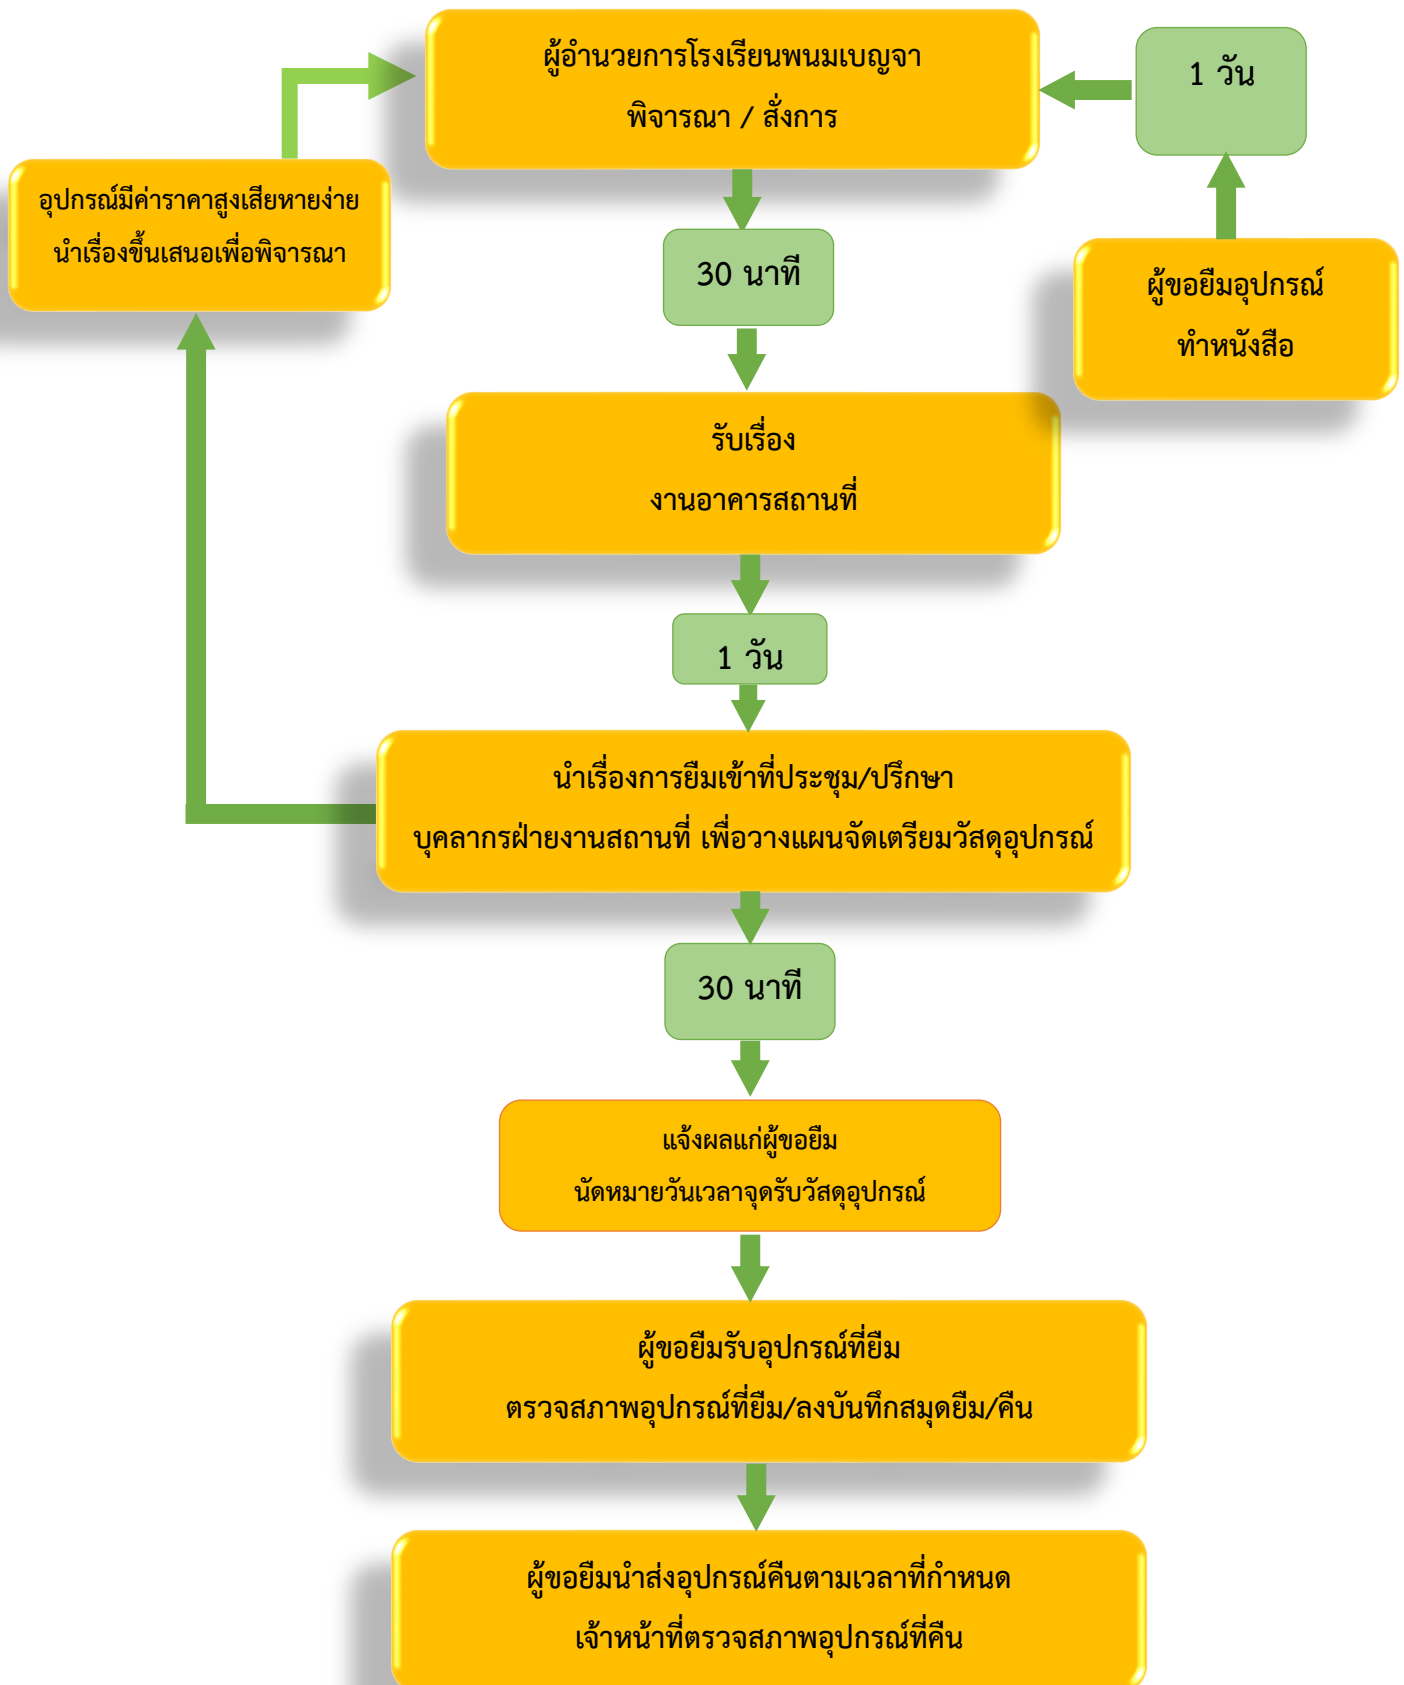 ผู้อำนวยการโรงเรียนพนมเบญจา
พิจารณา / สั่งการ
1 วัน
อุปกรณ์มีค่าราคาสูงเสียหายง่าย
นำเรื่องขึ้นเสนอเพื่อพิจารณา
30 นาที
ผู้ขอยืมอุปกรณ์
ทำหนังสือ
รับเรื่อง
งานอาคารสถานที่
1 วัน
นำเรื่องการยืมเข้าที่ประชุม/ปรึกษา
บุคลากรฝ่ายงานสถานที่ เพื่อวางแผนจัดเตรียมวัสดุอุปกรณ์
30 นาที
แจ้งผลแก่ผู้ขอยืม
นัดหมายวันเวลาจุดรับวัสดุอุปกรณ์
ผู้ขอยืมรับอุปกรณ์ที่ยืม
ตรวจสภาพอุปกรณ์ที่ยืม/ลงบันทึกสมุดยืม/คืน
ผู้ขอยืมนำส่งอุปกรณ์คืนตามเวลาที่กำหนด
เจ้าหน้าที่ตรวจสภาพอุปกรณ์ที่คืน